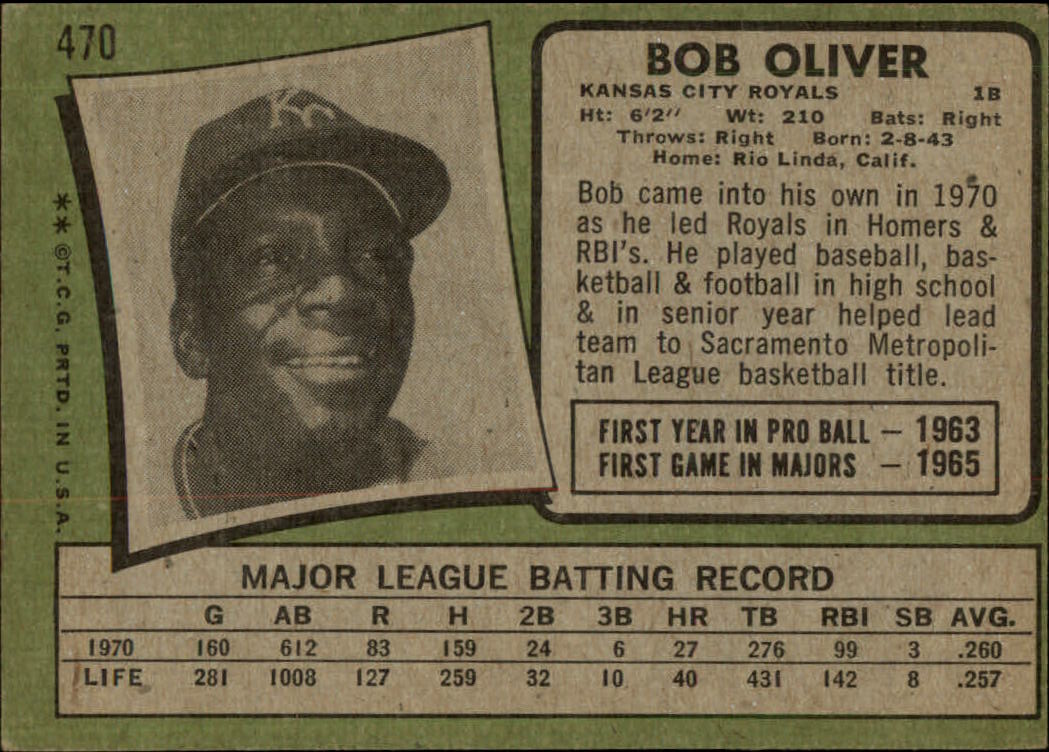 470
BOB OLIVER
KANSAS CITY ROYALS 1B
Ht: 6'2" Wt: 210 Bats: Right
Throws: Right Born: 2-8-43
Home: Rio Linda, Calif.
Bob came into his own in 1970
as he led Royals in Homers &
RBI's. He played baseball, bas-
ketball & football in high school
& in senior year helped lead
team to Sacramento Metropoli-
tan League basketball title.
FIRST YEAR IN PRO BALL — 1963
FIRST GAME IN MAJORS — 1965
KC
** ©T.C.G. PRTD. IN U.S.A.
MAJOR LEAGUE BATTING RECORD
G AB R H 2B 3B HR TB RBI SB AVG.
1970 160 612 83 159 24 6 27 276 99 3 .260
LIFE 281 1008 127 259 32 10 40 431 142 8 .257